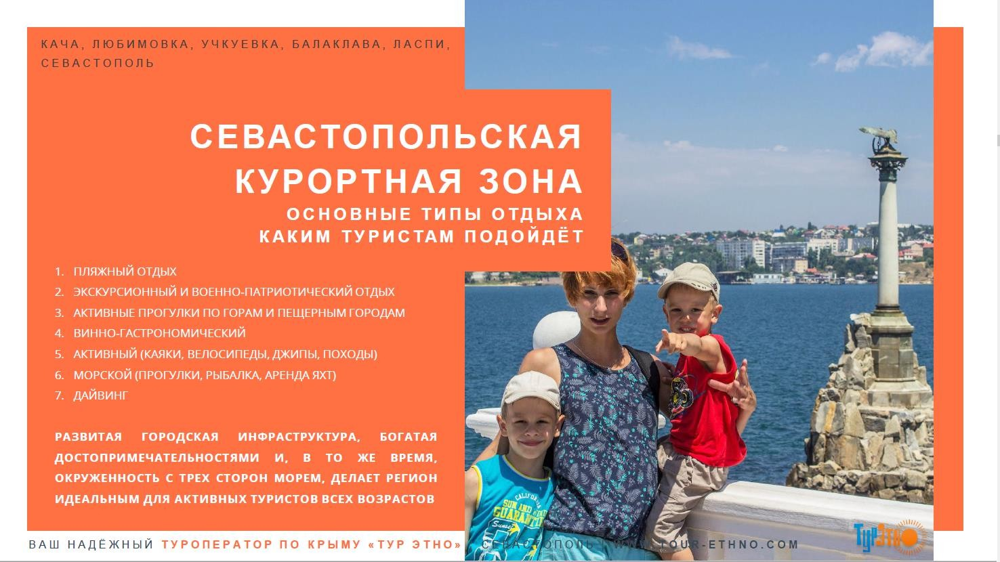 КАЧА, ЛЮБИМОВКА, УЧКУЕВКА, БАЛАКЛАВА, ЛАСПИ,
СЕВАСТОПОЛЬ
СЕВАСТОПОЛЬСКАЯ
КУРОРТНАЯ ЗОНА
ОСНОВНЫЕ ТИПЫ ОТДЫХА
КАКИМ ТУРИСТАМ ПОДОЙДЁТ
1. ПЛЯЖНЫЙ ОТДЫХ
2. ЭКСКУРСИОННЫЙ И ВОЕННО-ПАТРИОТИЧЕСКИЙ ОТДЫХ
3. АКТИВНЫЕ ПРОГУЛКИ ПО ГОРАМ И ПЕЩЕРНЫМ ГОРОДАМ
4. ВИННО-ГАСТРОНОМИЧЕСКИЙ
5. АКТИВНЫЙ (КАЯКИ, ВЕЛОСИПЕДЫ, ДЖИПЫ, ПОХОДЫ)
6. МОРСКОЙ (ПРОГУЛКИ, РЫБАЛКА, АРЕНДА ЯХТ)
7. ДАЙВИНГ
РАЗВИТАЯ ГОРОДСКАЯ ИНФРАСТРУКТУРА, БОГАТАЯ
ДОСТОПРИМЕЧАТЕЛЬНОСТЯМИ И, В ТО ЖЕ ВРЕМЯ,
ОКРУЖЕННОСТЬ С ТРЕХ СТОРОН МОРЕМ, ДЕЛАЕТ РЕГИОН
ИДЕАЛЬНЫМ ДЛЯ АКТИВНЫХ ТУРИСТОВ ВСЕХ ВОЗРАСТОВ
CALIFORNIA
SUN AND
GUARANT
Sunset
ВАШ НАДЁЖНЫЙ ТУРОПЕРАТОР ПО КРЫМУ «ТУР ЭТНО» | СЕВАСТОПОЛЬ | WWW.TOUR-ETHNO.COM
ТурЭтно